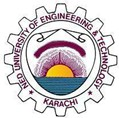 NED UNIVERSITY OF ENGINEERING & TECHNOLOGY
KARACHI